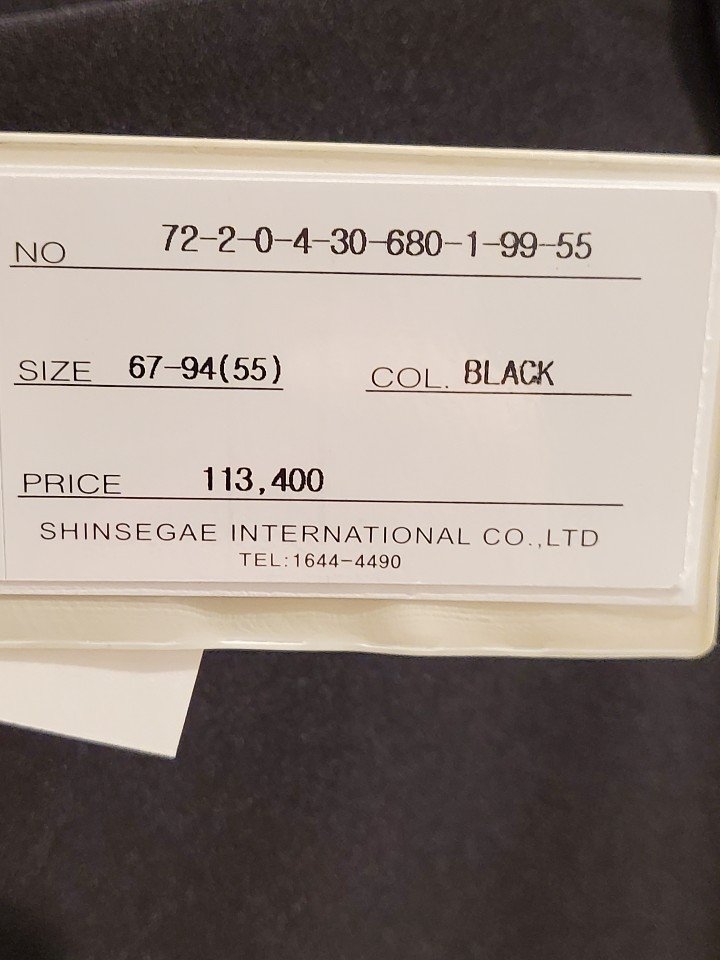 NO 72-2-0-4-30-680-1-99-55
SIZE 67-94(55) COL. BLACK
PRICE 113,400
SHINSEGAE INTERNATIONAL CO.,LTD
TEL:1644-4490